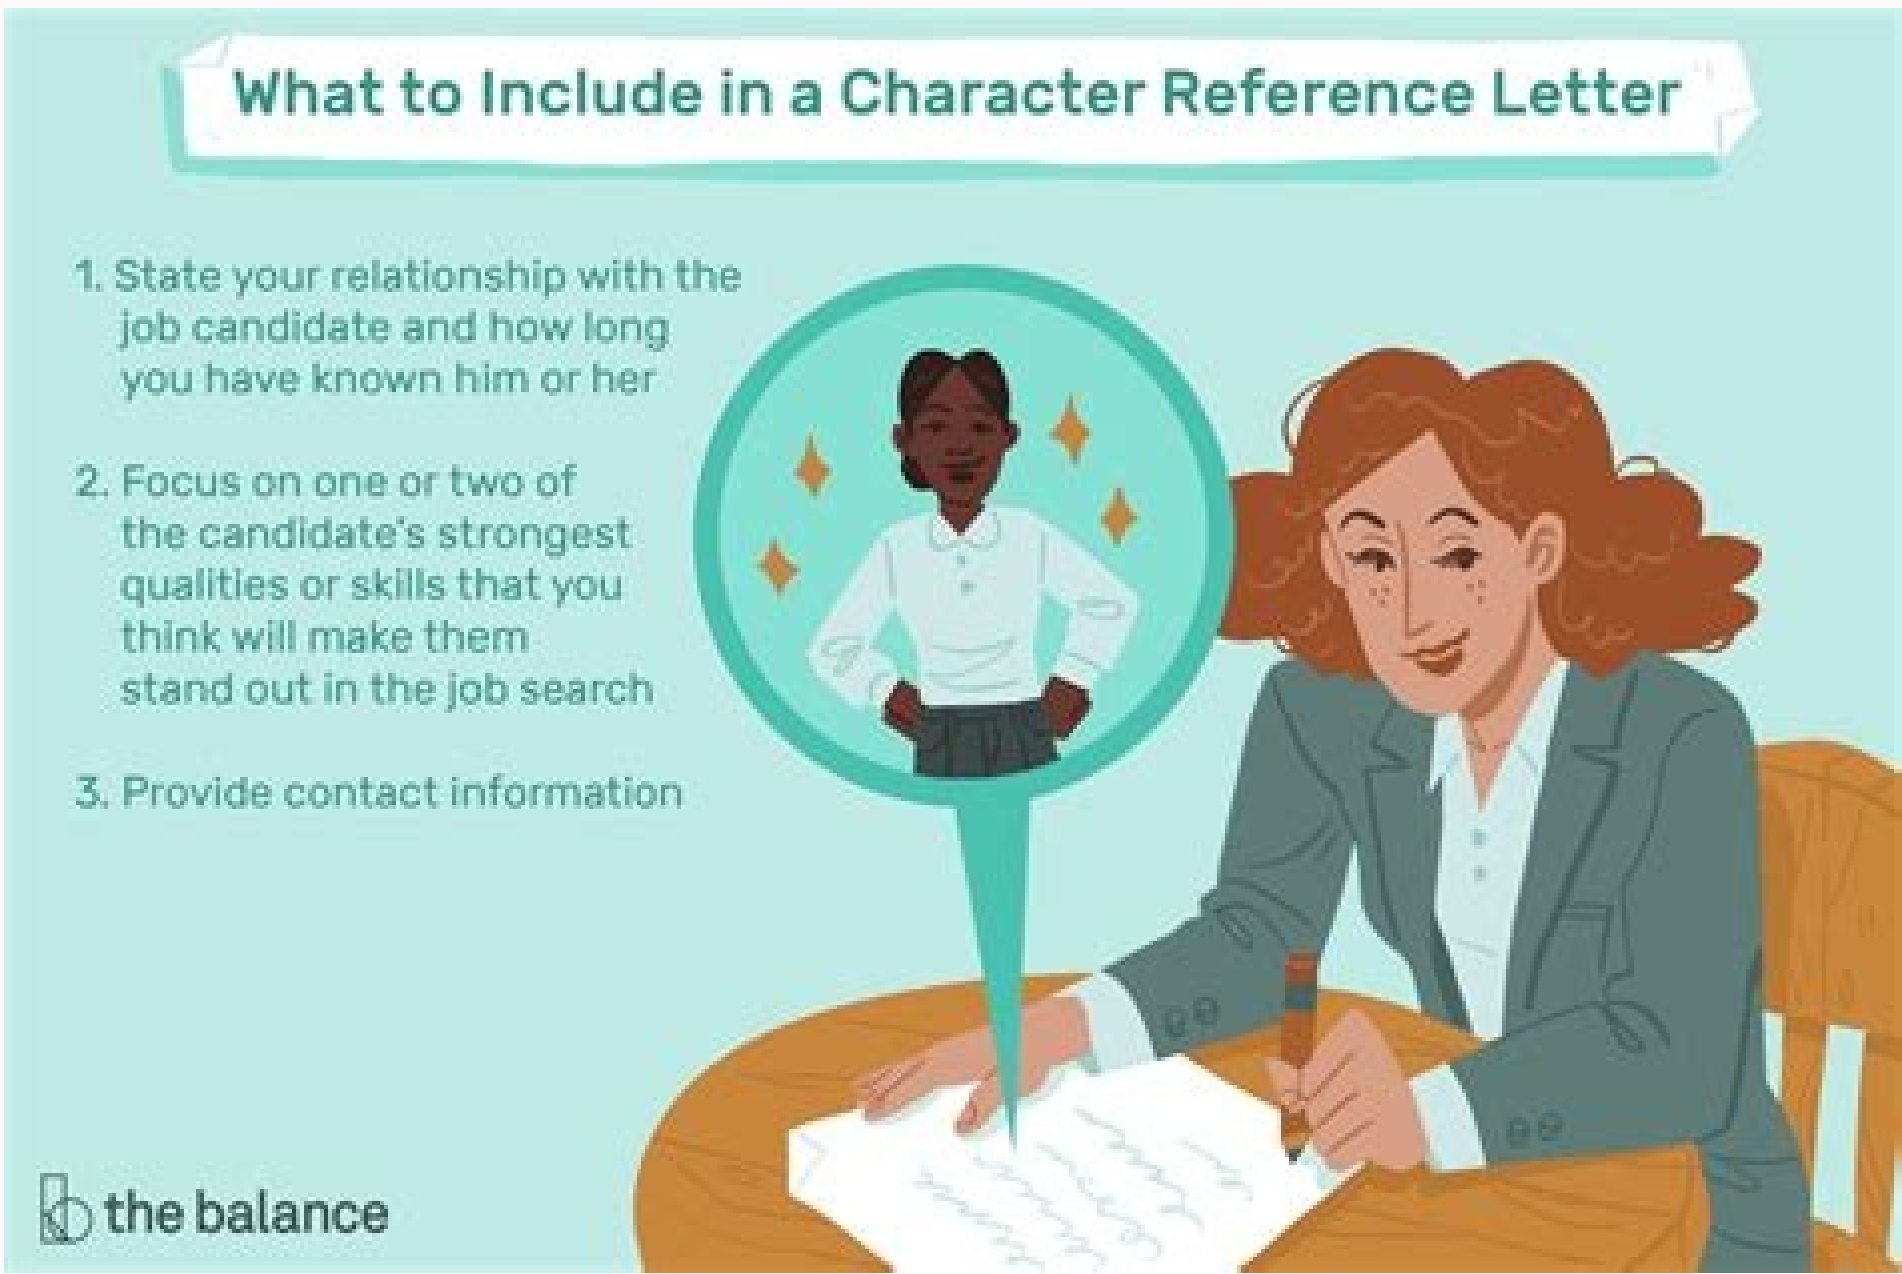 What to Include in a Character Reference Letter
1. State your relationship with the
job candidate and how long
you have known him or her
2. Focus on one or two of
the candidate's strongest
qualities or skills that you
think will make them
stand out in the job search
3. Provide contact information
the balance